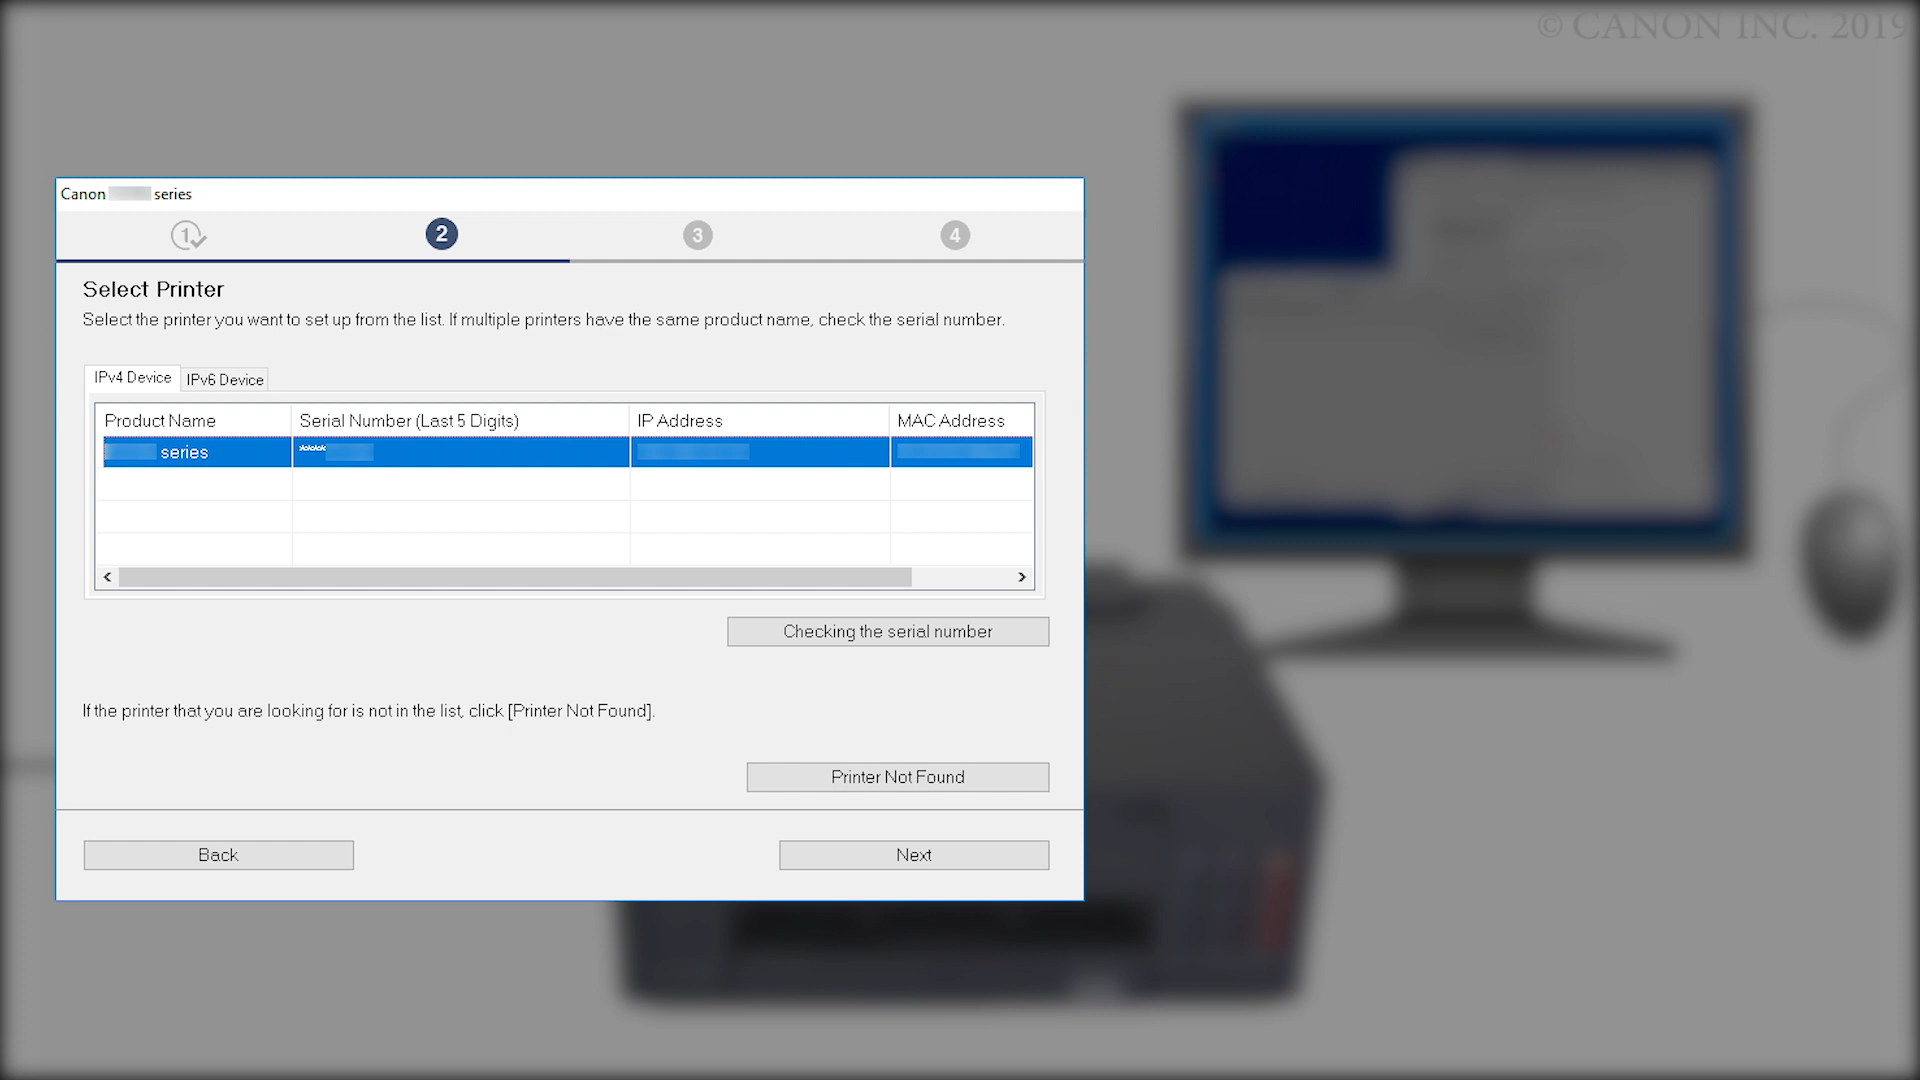 © CANON INC. 2019
Canon series
1 2 3 4
Select Printer
Select the printer you want to set up from the list. If multiple printers have the same product name, check the serial number.
IPv4 Device IPv6 Device
Product Name Serial Number (Last 5 Digits) IP Address MAC Address
series ****
Checking the serial number
If the printer that you are looking for is not in the list, click [Printer Not Found].
Printer Not Found
Back Next